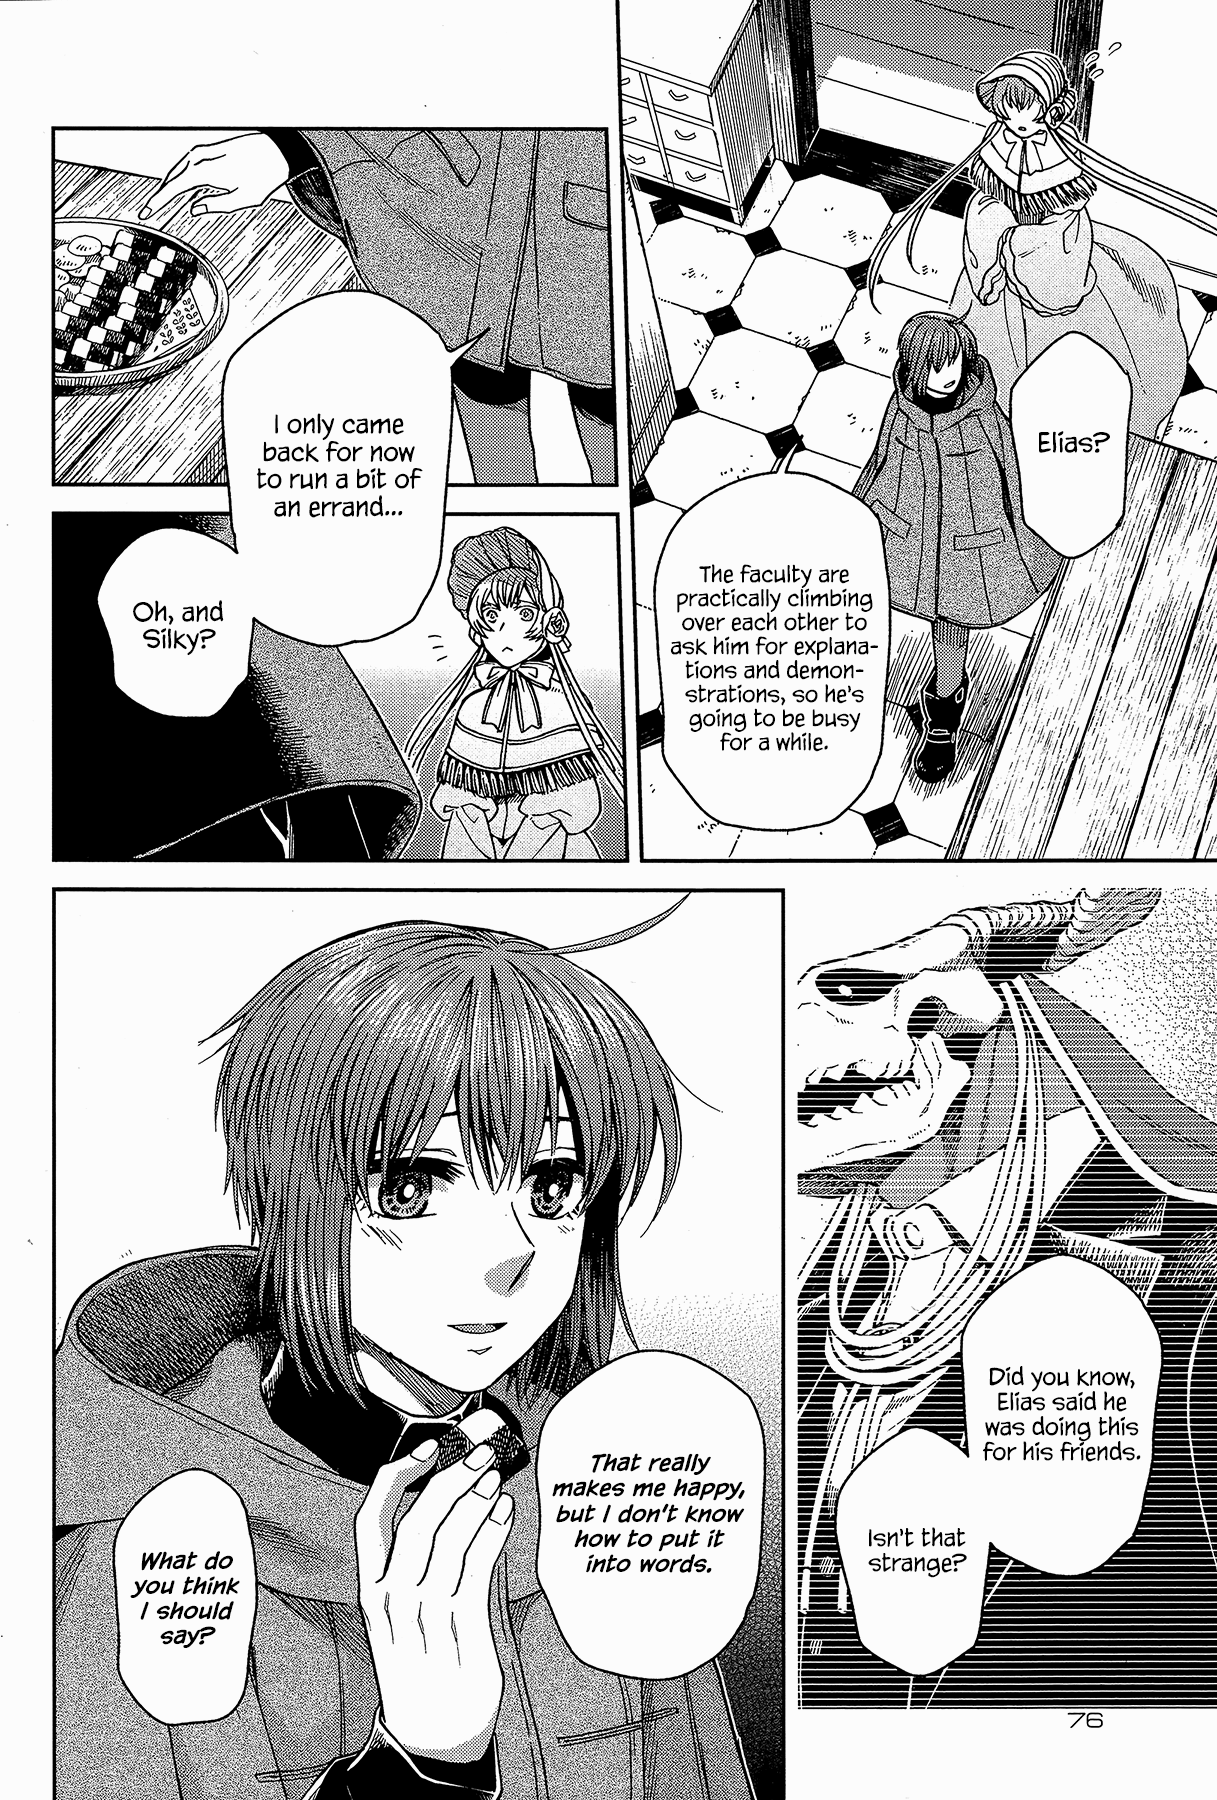 Elias?
The faculty are
practically climbing
over each other to
ask him for explana-
tions and demon-
strations, so he's
going to be busy
for a while.
I only came
back for now
to run a bit of
an errand...
Oh, and
Silky?
Did you know,
Elias said he
was doing this
for his friends.
Isn't that
strange?
That really
makes me happy,
but I don't know
how to put it
into words.
What do
you think
I should
say?
76